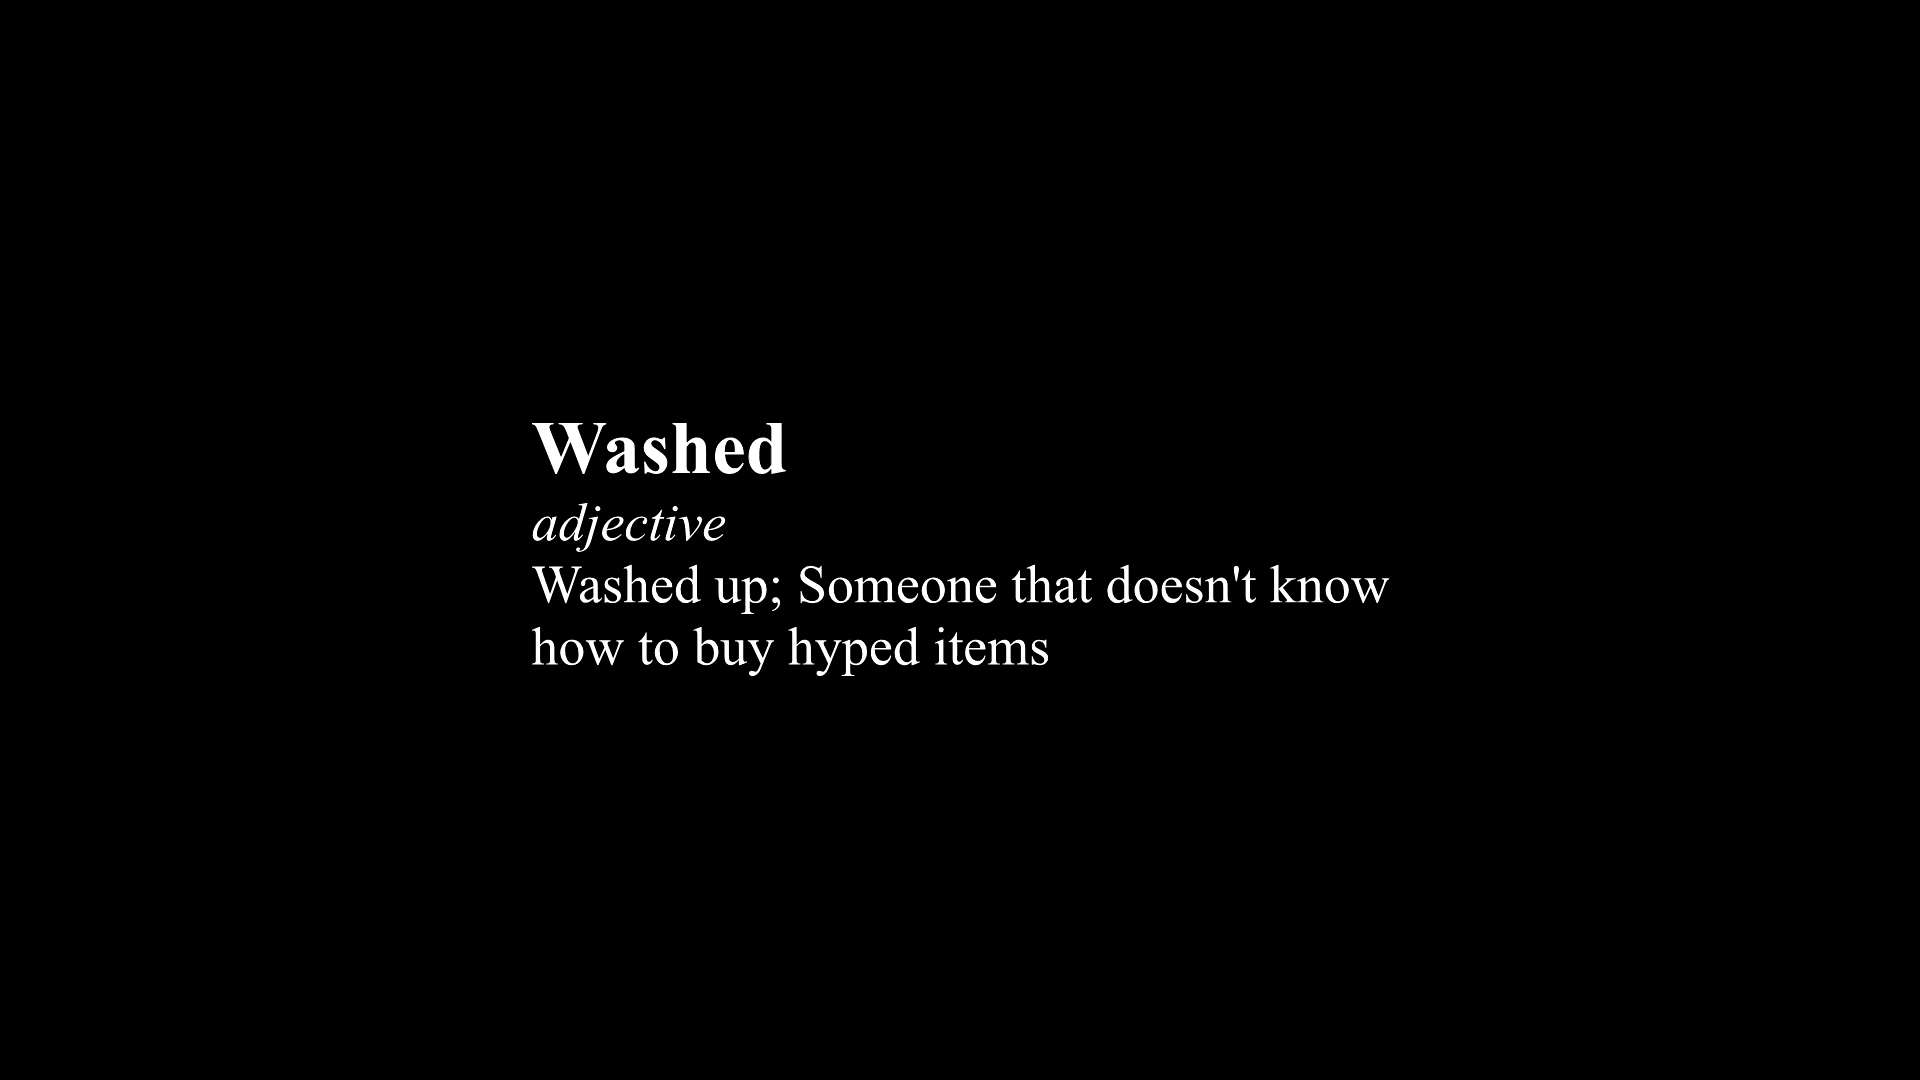 Washed
adjective
Washed up; Someone that doesn't know
how to buy hyped items